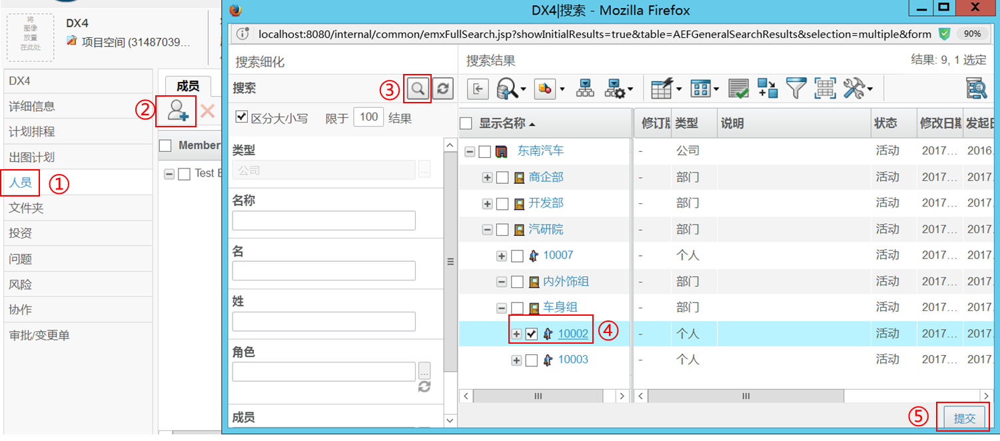 将
图像
放置
在此处
DX4
项目空间 (31487039...
DX4
详细信息
计划排程
出图计划
人员
①
文件夹
投资
问题
风险
协作
审批/变更单
成员
②
Member
Test
DX4|搜索 - Mozilla Firefox
localhost:8080/internal/common/emxFullSearch.jsp?showInitialResults=true&table=AEFGeneralSearchResults&selection=multiple&form
90%
搜索细化
搜索
③
区分大小写 限于 100 结果
类型
公司
...
名称
名
姓
角色
...
成员
搜索结果
结果: 9, 1 选定
显示名称 修订版 类型 说明 状态 修改日期 发起日
东南汽车 - 公司 活动 2017... 2016.
商企部 - 部门 活动 2017... 2017.
开发部 - 部门 活动 2017... 2017.
汽研院 - 部门 活动 2017... 2017.
10007 - 个人 活动 2017... 2017.
内外饰组 - 部门 活动 2017... 2017.
车身组 - 部门 活动 2017... 2017.
10002 ④ - 个人 活动 2017... 2017.
10003 - 个人 活动 2017... 2017.
⑤ 提交